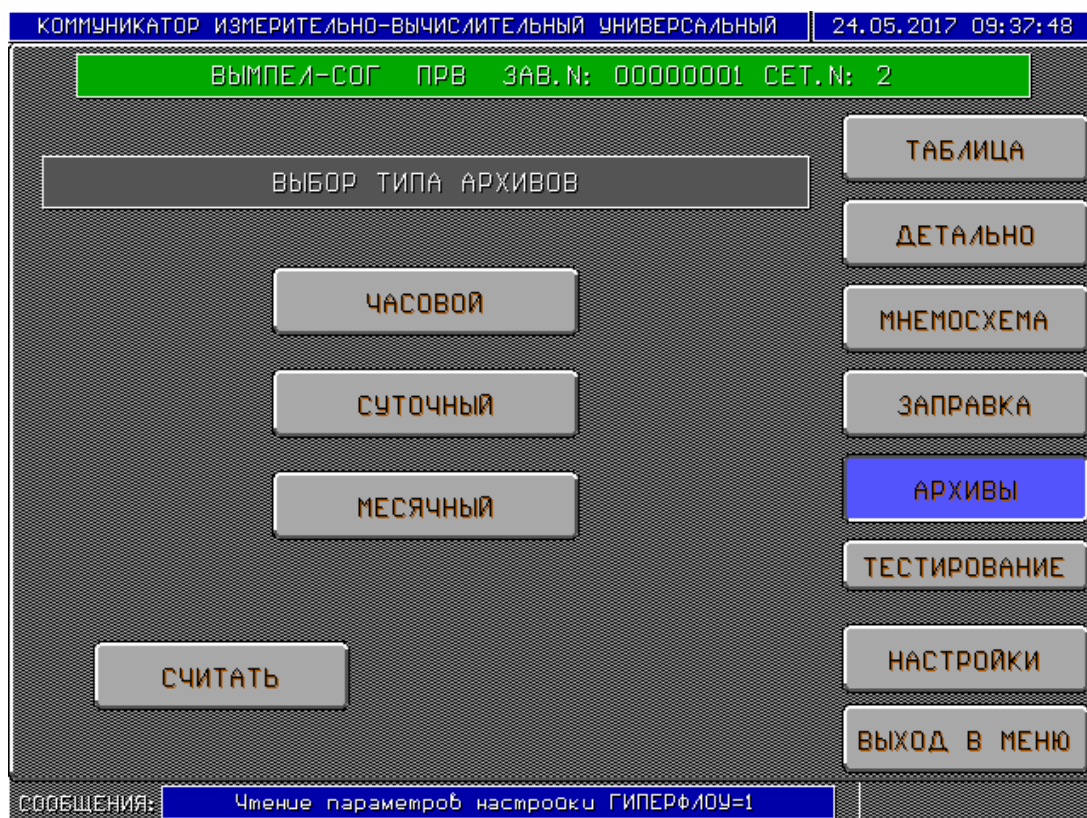 КОММУНИКАТОР ИЗМЕРИТЕЛЬНО-ВЫЧИСЛИТЕЛЬНЫЙ УНИВЕРСАЛЬНЫЙ 24.05.2017 09:37:48
ВЫМПЕЛ-СОГ ПРВ ЗАВ.N: 00000001 СЕТ.N: 2
ВЫБОР ТИПА АРХИВОВ
ЧАСОВОЙ
СУТОЧНЫЙ
МЕСЯЧНЫЙ
СЧИТАТЬ
ТАБЛИЦА
ДЕТАЛЬНО
МНЕМОСХЕМА
ЗАПРАВКА
АРХИВЫ
ТЕСТИРОВАНИЕ
НАСТРОЙКИ
ВЫХОД В МЕНЮ
СООБЩЕНИЯ: Чтение параметров настройки ГИПЕРФЛОУ=1